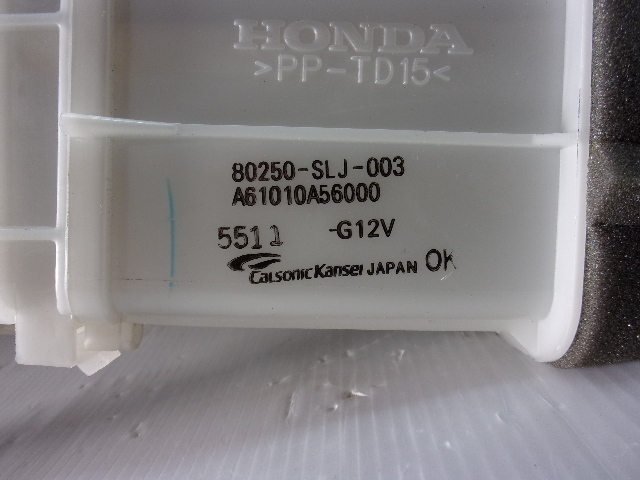 HONDA
>PP-TD15<
80250-SLJ-003
A61010A56000
5511 -G12V
CalsonicKansei JAPAN OK